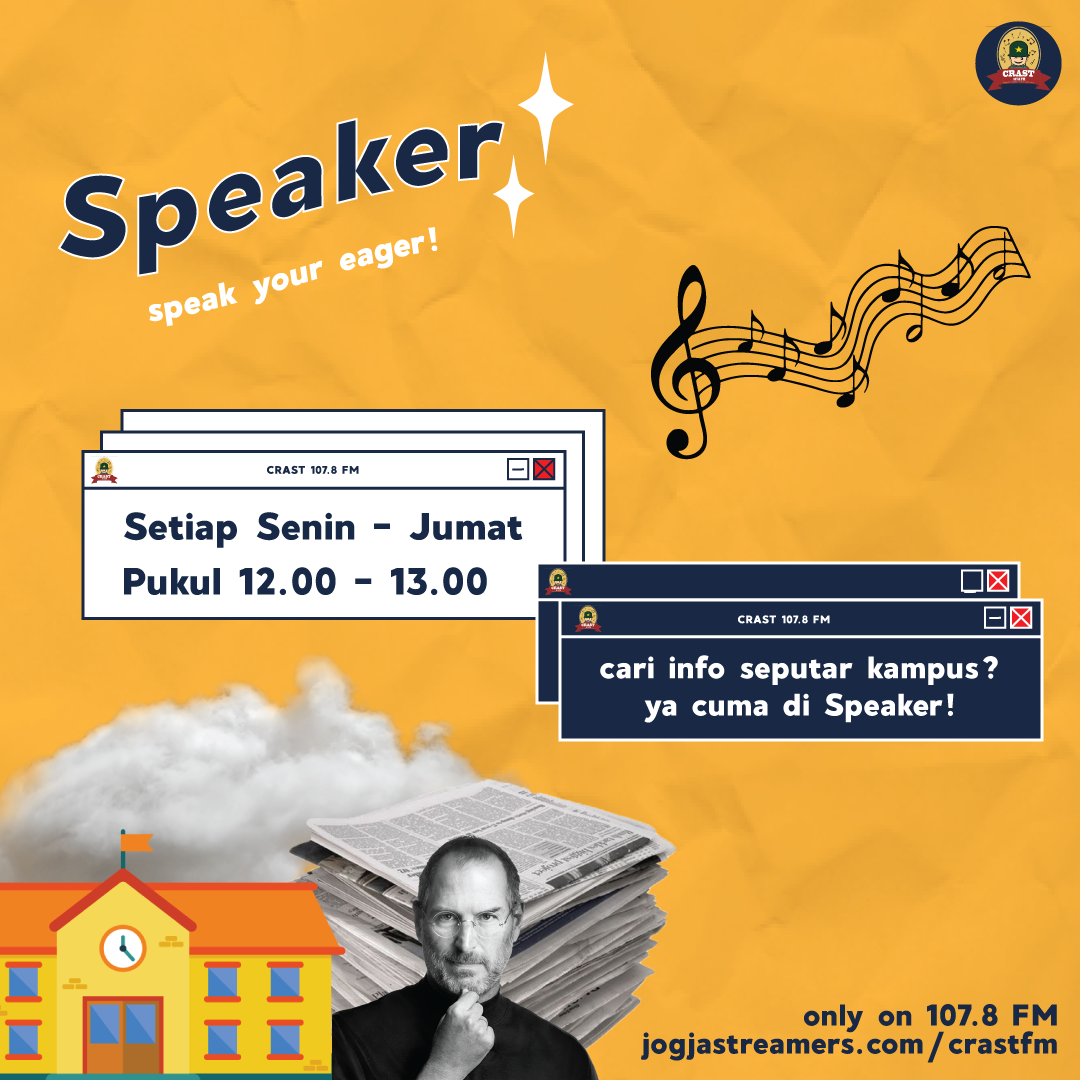 CRAST
Speaker
speak your eager!
CRAST 107.8 FM
Setiap Senin - Jumat
Pukul 12.00 - 13.00
CRAST 107.8 FM
cari info seputar kampus?
ya cuma di Speaker!
only on 107.8 FM
jogjastreamers.com/crastfm